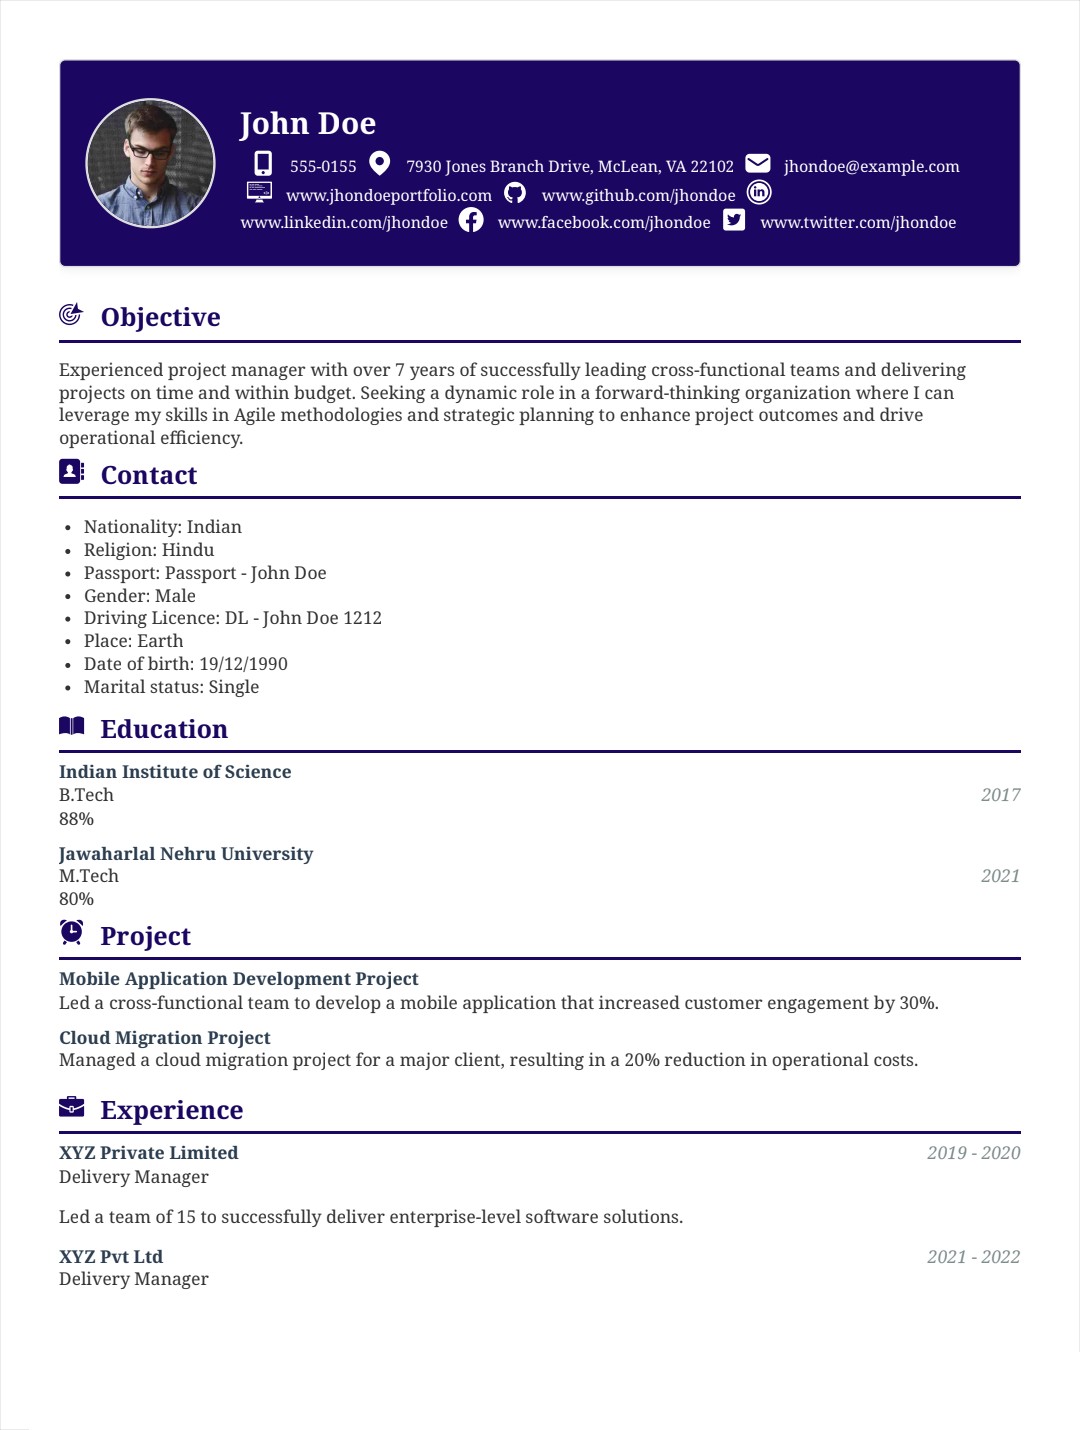 John Doe
555-0155 7930 Jones Branch Drive, McLean, VA 22102 jhondoe@example.com
www.jhondoeportfolio.com www.github.com/jhondoe
www.linkedin.com/jhondoe www.facebook.com/jhondoe www.twitter.com/jhondoe
Objective
Experienced project manager with over 7 years of successfully leading cross-functional teams and delivering
projects on time and within budget. Seeking a dynamic role in a forward-thinking organization where I can
leverage my skills in Agile methodologies and strategic planning to enhance project outcomes and drive
operational efficiency.
Contact
• Nationality: Indian
• Religion: Hindu
• Passport: Passport - John Doe
• Gender: Male
• Driving Licence: DL - John Doe 1212
• Place: Earth
• Date of birth: 19/12/1990
• Marital status: Single
Education
Indian Institute of Science
B.Tech 2017
88%
Jawaharlal Nehru University
M.Tech 2021
80%
Project
Mobile Application Development Project
Led a cross-functional team to develop a mobile application that increased customer engagement by 30%.
Cloud Migration Project
Managed a cloud migration project for a major client, resulting in a 20% reduction in operational costs.
Experience
XYZ Private Limited 2019 - 2020
Delivery Manager
Led a team of 15 to successfully deliver enterprise-level software solutions.
XYZ Pvt Ltd 2021 - 2022
Delivery Manager